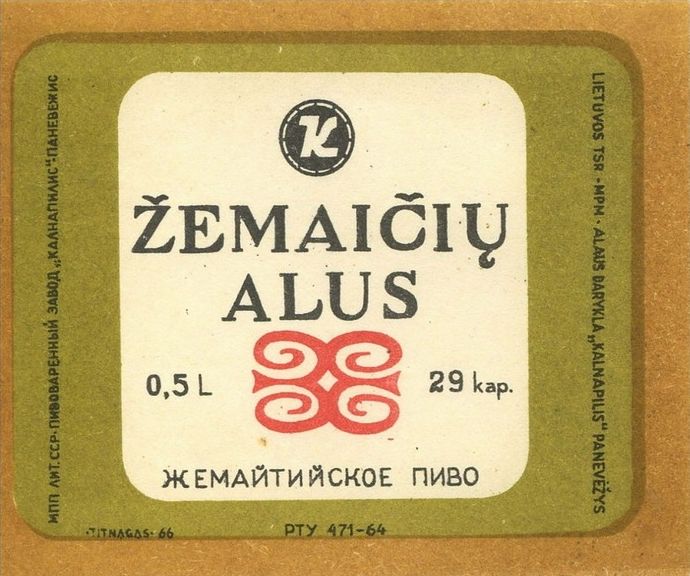 K
ŽEMAIČIŲ
ALUS
0,5 L
29 kap.
ЖЕМАЙТИЙСКОЕ ПИВО
МПП ЛИТ.ССР·ПИВОВАРЕННЫЙ ЗАВОД „КАЛНАПИЛИС"·ПАНЕВЕЖИС
LIETUVOS TSR·MPM·ALAUS DARYKLA „KALNAPILIS" PANEVĖŽYS
·TITNAGAS· 66
РТУ 471-64